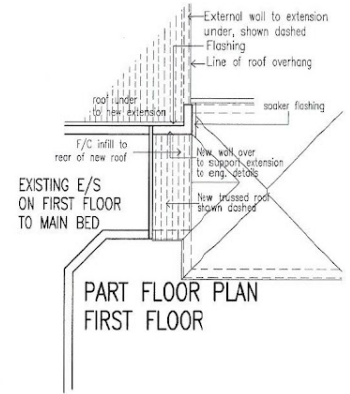 External wall to extension
under, shown dashed
Flashing
Line of roof overhang
roof under
to new extension
soaker flashing
F/C infill to
rear of new roof
New wall over
to support extension
to eng. details
EXISTING E/S
ON FIRST FLOOR
TO MAIN BED
New trussed roof
shown dashed
PART FLOOR PLAN
FIRST FLOOR